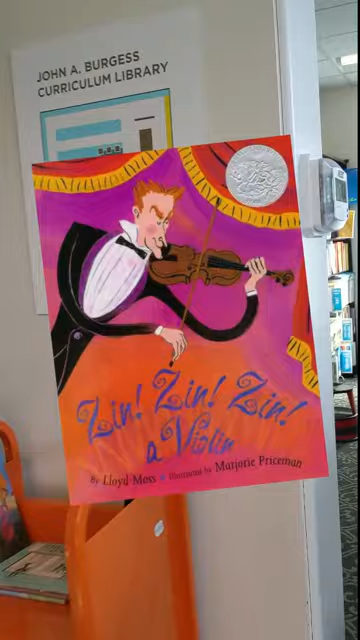 JOHN A. BURGESS
CURRICULUM LIBRARY
Zin! Zin! Zin!
a Violin
By Lloyd Moss Illustrated by Marjorie Priceman